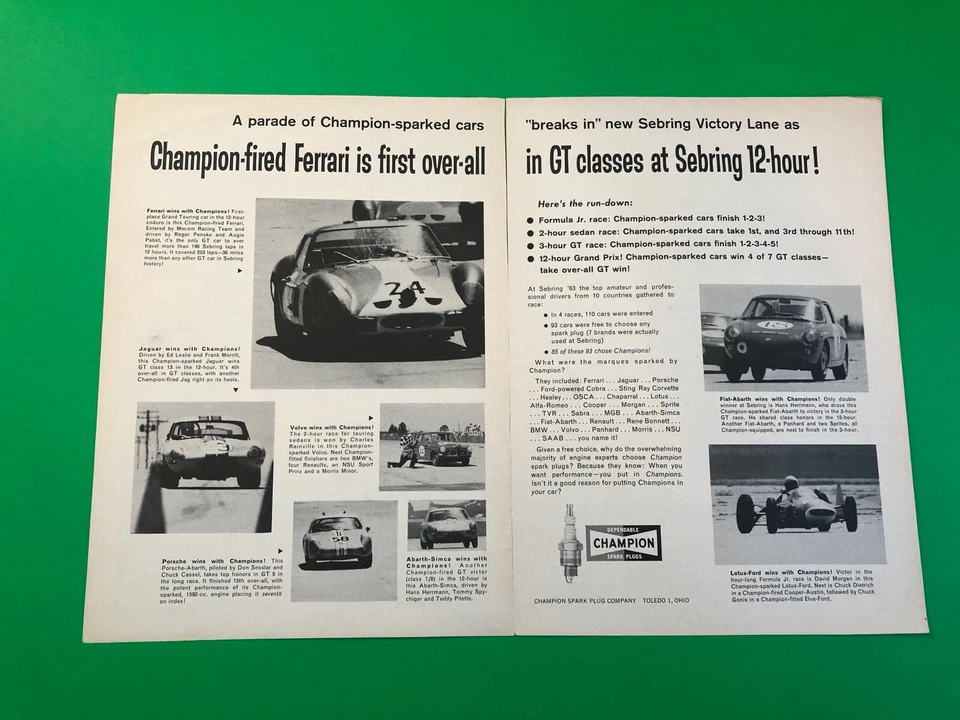 A parade of Champion-sparked cars
Champion-fired Ferrari is first over-all
Ferrari wins with Champions! First-
place Grand Touring car in the 12-hour
enduro is this Champion-fired Ferrari.
Entered by Mecom Racing Team and
driven by Roger Penske and Augie
Pabst, it's the only GT car to ever
travel more than 196 Sebring laps in
12 hours. It covered 203 laps—36 miles
more than any other GT car in Sebring
history!
24
Jaguar wins with Champions!
Driven by Ed Leslie and Frank Morrill,
this Champion-sparked Jaguar wins
GT class 13 in the 12-hour. It's 4th
over-all in GT classes, with another
Champion-fired Jag right on its heels.
Volvo wins with Champions!
The 2-hour race for touring
sedans is won by Charles
Rainville in this Champion-
sparked Volvo. Next Champion-
fitted finishers are two BMW's,
four Renaults, an NSU Sport
Prinz and a Morris Minor.
58
Porsche wins with Champions! This
Porsche-Abarth, piloted by Don Sesslar and
Chuck Cassel, takes top honors in GT 9 in
the long race. It finished 15th over-all, with
the potent performance of its Champion-
sparked, 1592-cc. engine placing it seventh
on index!
Abarth-Simca wins with
Champions! Another
Champion-fired GT victor
(class 7/8) in the 12-hour is
this Abarth-Simca, driven by
Hans Herrmann, Tommy Spy-
chiger and Teddy Pilette.
"breaks in" new Sebring Victory Lane as
in GT classes at Sebring 12-hour!
Here's the run-down:
● Formula Jr. race: Champion-sparked cars finish 1-2-3!
● 2-hour sedan race: Champion-sparked cars take 1st, and 3rd through 11th!
● 3-hour GT race: Champion-sparked cars finish 1-2-3-4-5!
● 12-hour Grand Prix! Champion-sparked cars win 4 of 7 GT classes—
take over-all GT win!
At Sebring '63 the top amateur and profes-
sional drivers from 10 countries gathered to
race:
● In 4 races, 110 cars were entered
● 93 cars were free to choose any
spark plug (7 brands were actually
used at Sebring)
● 85 of these 93 chose Champions!
What were the marques sparked by
Champion?
They included: Ferrari . . . Jaguar . . . Porsche
. . . Ford-powered Cobra . . . Sting Ray Corvette
. . . Healey . . . OSCA . . . Chaparral . . . Lotus . . .
Alfa-Romeo . . . Cooper . . . Morgan . . . Sprite
. . . TVR . . . Sabra . . . MGB . . . Abarth-Simca
. . . Fiat-Abarth . . . Renault . . . Rene Bonnett . . .
BMW . . . Volvo . . . Panhard . . . Morris . . . NSU
. . . SAAB . . . you name it!
Given a free choice, why do the overwhelming
majority of engine experts choose Champion
spark plugs? Because they know: When you
want performance—you put in Champions.
Isn't it a good reason for putting Champions in
your car?
DEPENDABLE
CHAMPION
SPARK PLUGS
CHAMPION SPARK PLUG COMPANY TOLEDO 1, OHIO
Fiat-Abarth wins with Champions! Only double
winner at Sebring is Hans Herrmann, who drove this
Champion-sparked Fiat-Abarth to victory in the 3-hour
GT race. He shared class honors in the 12-hour.
Another Fiat-Abarth, a Panhard and two Sprites, all
Champion-equipped, are next to finish in the 3-hour.
Lotus-Ford wins with Champions! Victor in the
hour-long Formula Jr. race is David Morgan in this
Champion-sparked Lotus-Ford. Next is Chuck Dietrich
in a Champion-fired Cooper-Austin, followed by Chuck
Gonis in a Champion-fitted Elva-Ford.